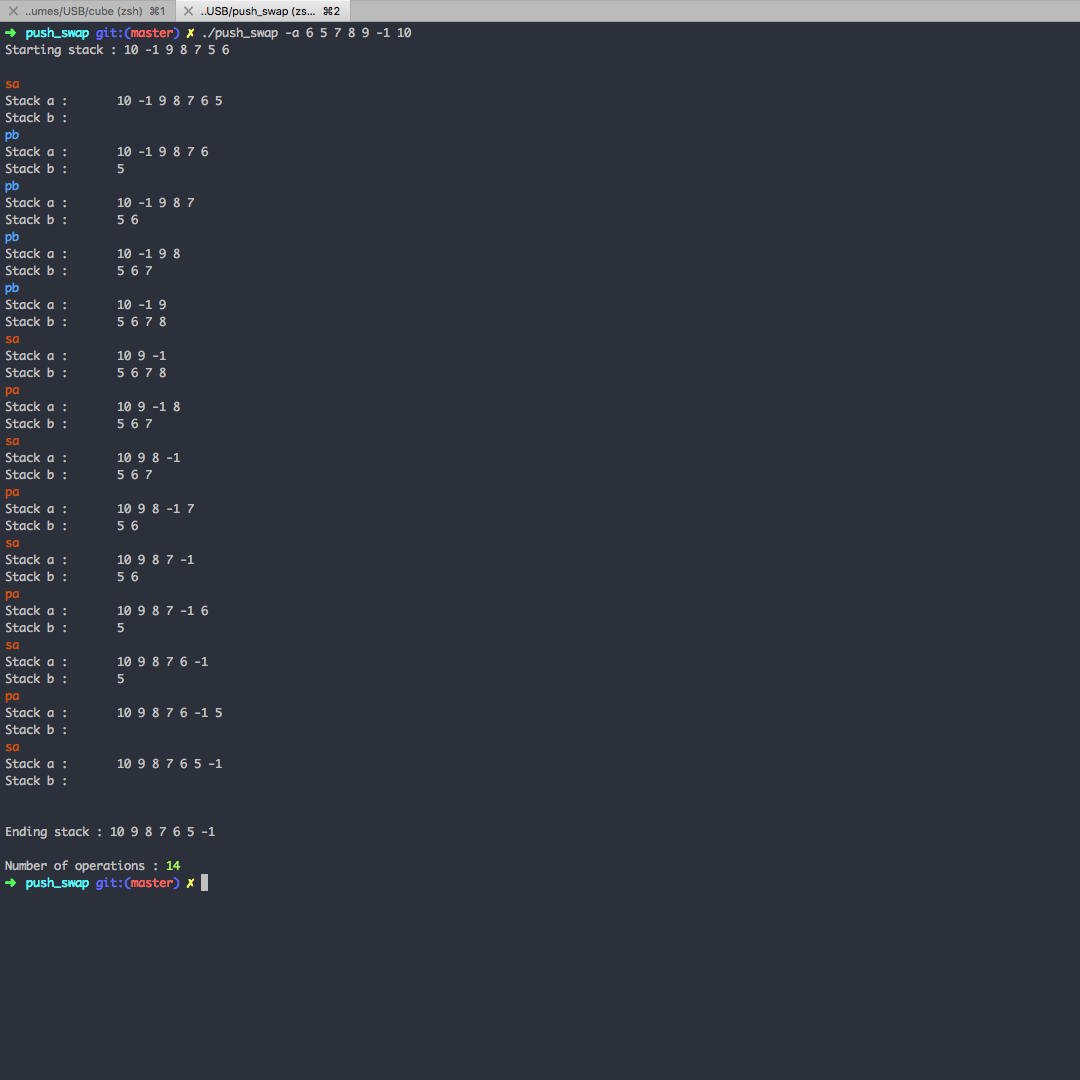 ..umes/USB/cube (zsh) ⌘1 ..USB/push_swap (zs... ⌘2
➜ push_swap git:(master) ✗ ./push_swap -a 6 5 7 8 9 -1 10
Starting stack : 10 -1 9 8 7 5 6
sa
Stack a : 10 -1 9 8 7 6 5
Stack b :
pb
Stack a : 10 -1 9 8 7 6
Stack b : 5
pb
Stack a : 10 -1 9 8 7
Stack b : 5 6
pb
Stack a : 10 -1 9 8
Stack b : 5 6 7
pb
Stack a : 10 -1 9
Stack b : 5 6 7 8
sa
Stack a : 10 9 -1
Stack b : 5 6 7 8
pa
Stack a : 10 9 -1 8
Stack b : 5 6 7
sa
Stack a : 10 9 8 -1
Stack b : 5 6 7
pa
Stack a : 10 9 8 -1 7
Stack b : 5 6
sa
Stack a : 10 9 8 7 -1
Stack b : 5 6
pa
Stack a : 10 9 8 7 -1 6
Stack b : 5
sa
Stack a : 10 9 8 7 6 -1
Stack b : 5
pa
Stack a : 10 9 8 7 6 -1 5
Stack b :
sa
Stack a : 10 9 8 7 6 5 -1
Stack b :
Ending stack : 10 9 8 7 6 5 -1
Number of operations : 14
➜ push_swap git:(master) ✗